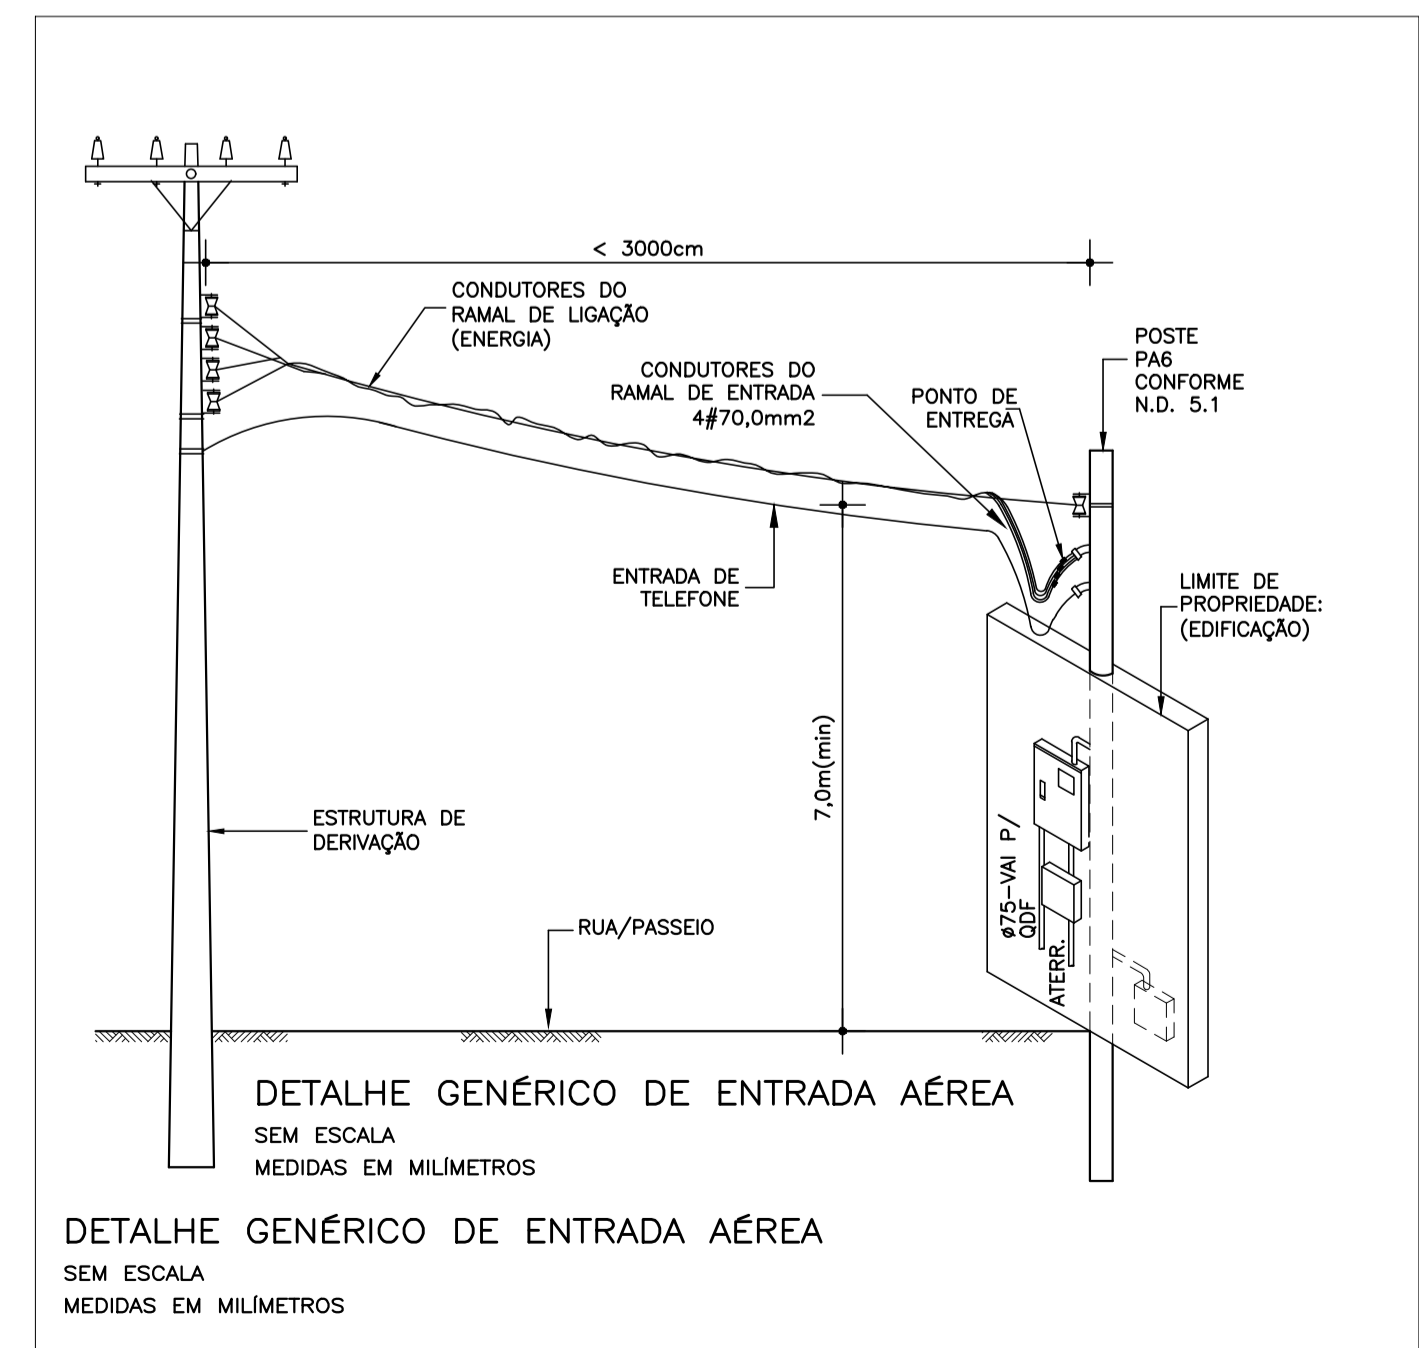 < 3000cm
CONDUTORES DO
RAMAL DE LIGAÇÃO
(ENERGIA)
CONDUTORES DO
RAMAL DE ENTRADA
4#70,0mm2
PONTO DE
ENTREGA
POSTE
PA6
CONFORME
N.D. 5.1
ENTRADA DE
TELEFONE
LIMITE DE
PROPRIEDADE:
(EDIFICAÇÃO)
7,0m(min)
ESTRUTURA DE
DERIVAÇÃO
ø75-VAI P/
QDF
ATERR.
RUA/PASSEIO
DETALHE GENÉRICO DE ENTRADA AÉREA
SEM ESCALA
MEDIDAS EM MILÍMETROS
DETALHE GENÉRICO DE ENTRADA AÉREA
SEM ESCALA
MEDIDAS EM MILÍMETROS